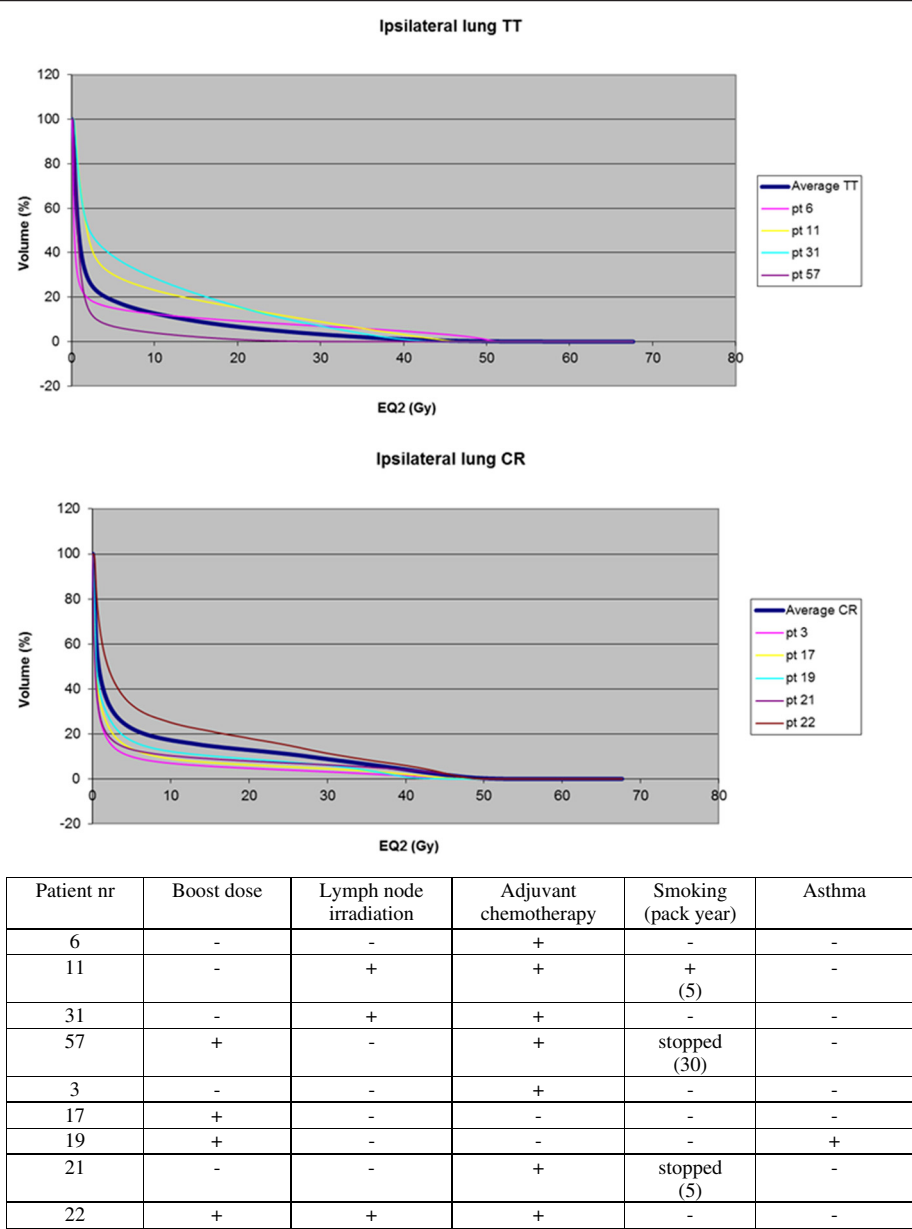 Ipsilateral lung TT
120
100
80
60
40
20
0
-20
Volume (%)
0 10 20 30 40 50 60 70 80
EQ2 (Gy)
Average TT
pt 6
pt 11
pt 31
pt 57
Ipsilateral lung CR
120
100
80
60
40
20
0
-20
Volume (%)
0 10 20 30 40 50 60 70 80
EQ2 (Gy)
Average CR
pt 3
pt 17
pt 19
pt 21
pt 22
Patient nr Boost dose Lymph node irradiation Adjuvant chemotherapy Smoking (pack year) Asthma
6 - - + - -
11 - + + + (5) -
31 - + + - -
57 + - + stopped (30) -
3 - - + - -
17 + - - - -
19 + - - - +
21 - - + stopped (5) -
22 + + + - -